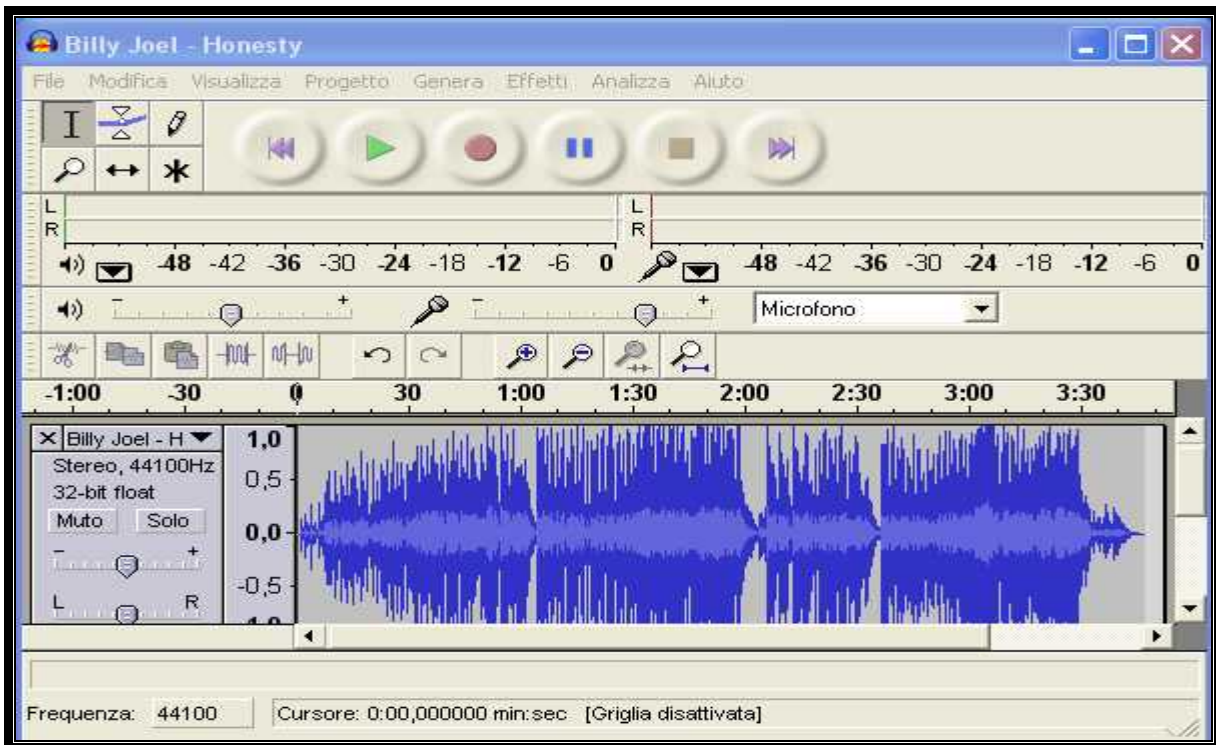 Billy Joel - Honesty
File Modifica Visualizza Progetto Genera Effetti Analizza Aiuto
L
R
L
R
-48 -42 -36 -30 -24 -18 -12 -6 0
-48 -42 -36 -30 -24 -18 -12 -6 0
- +
- +
Microfono
-1:00 -30 0 30 1:00 1:30 2:00 2:30 3:00 3:30
Billy Joel - H
Stereo, 44100Hz
32-bit float
Muto Solo
- +
L R
1,0
0,5
0,0
-0,5
-1,0
Frequenza: 44100 Cursore: 0:00,000000 min:sec [Griglia disattivata]